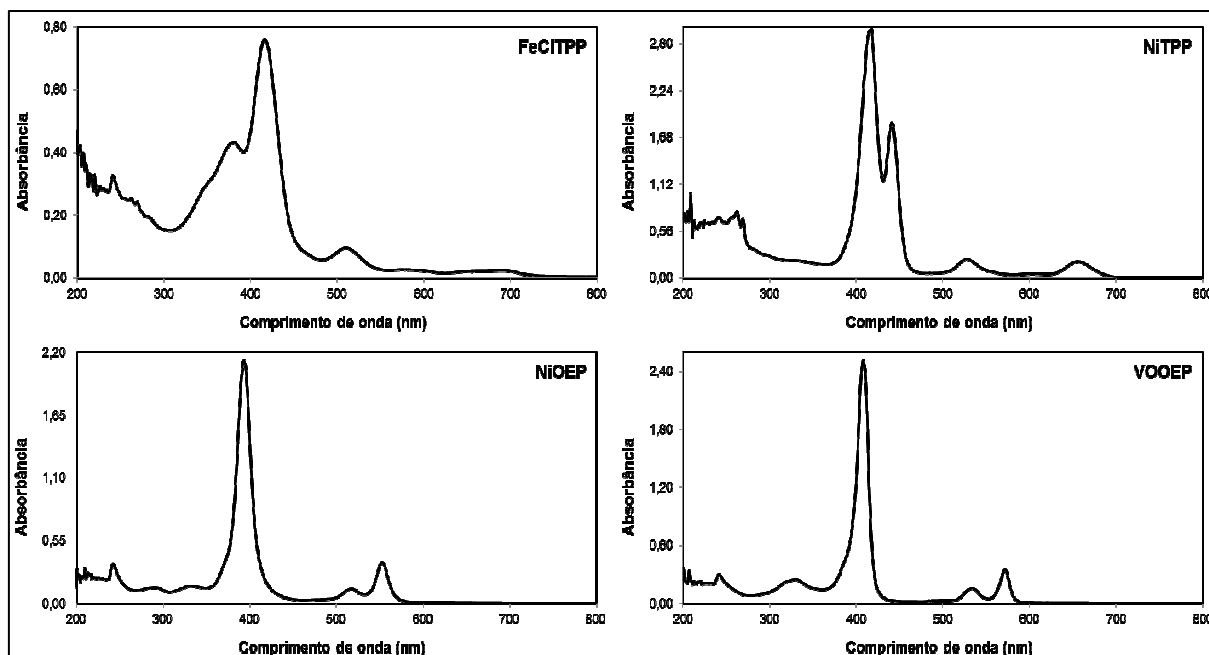 FeClTPP
Absorbância
0,80
0,60
0,40
0,20
0,00
200 300 400 500 600 700 800
Comprimento de onda (nm)
NiTPP
Absorbância
2,80
2,24
1,68
1,12
0,56
0,00
200 300 400 500 600 700 800
Comprimento de onda (nm)
NiOEP
Absorbância
2,20
1,65
1,10
0,55
0,00
200 300 400 500 600 700 800
Comprimento de onda (nm)
VOOEP
Absorbância
2,40
1,80
1,20
0,60
0,00
200 300 400 500 600 700 800
Comprimento de onda (nm)